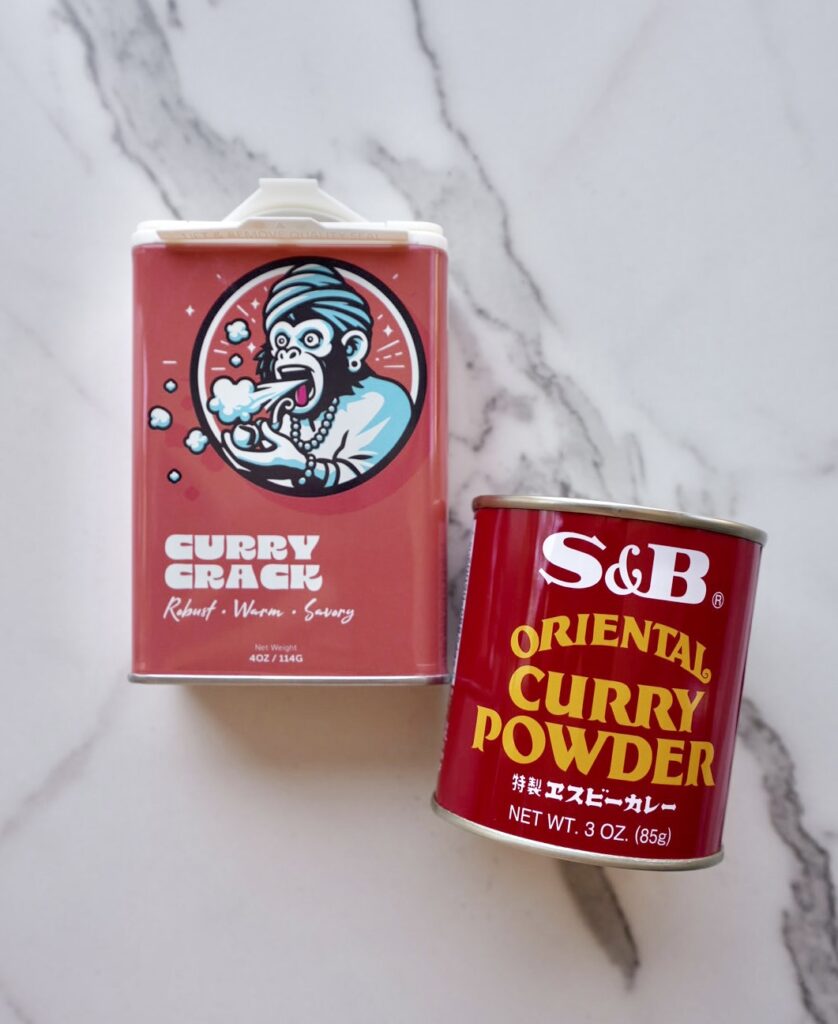 CURRY
CRACK
Robust · Warm · Savory
Net Weight
4OZ / 114G
S&B®
ORIENTAL
CURRY
POWDER
特製 ヱスビーカレー
NET WT. 3 OZ. (85g)